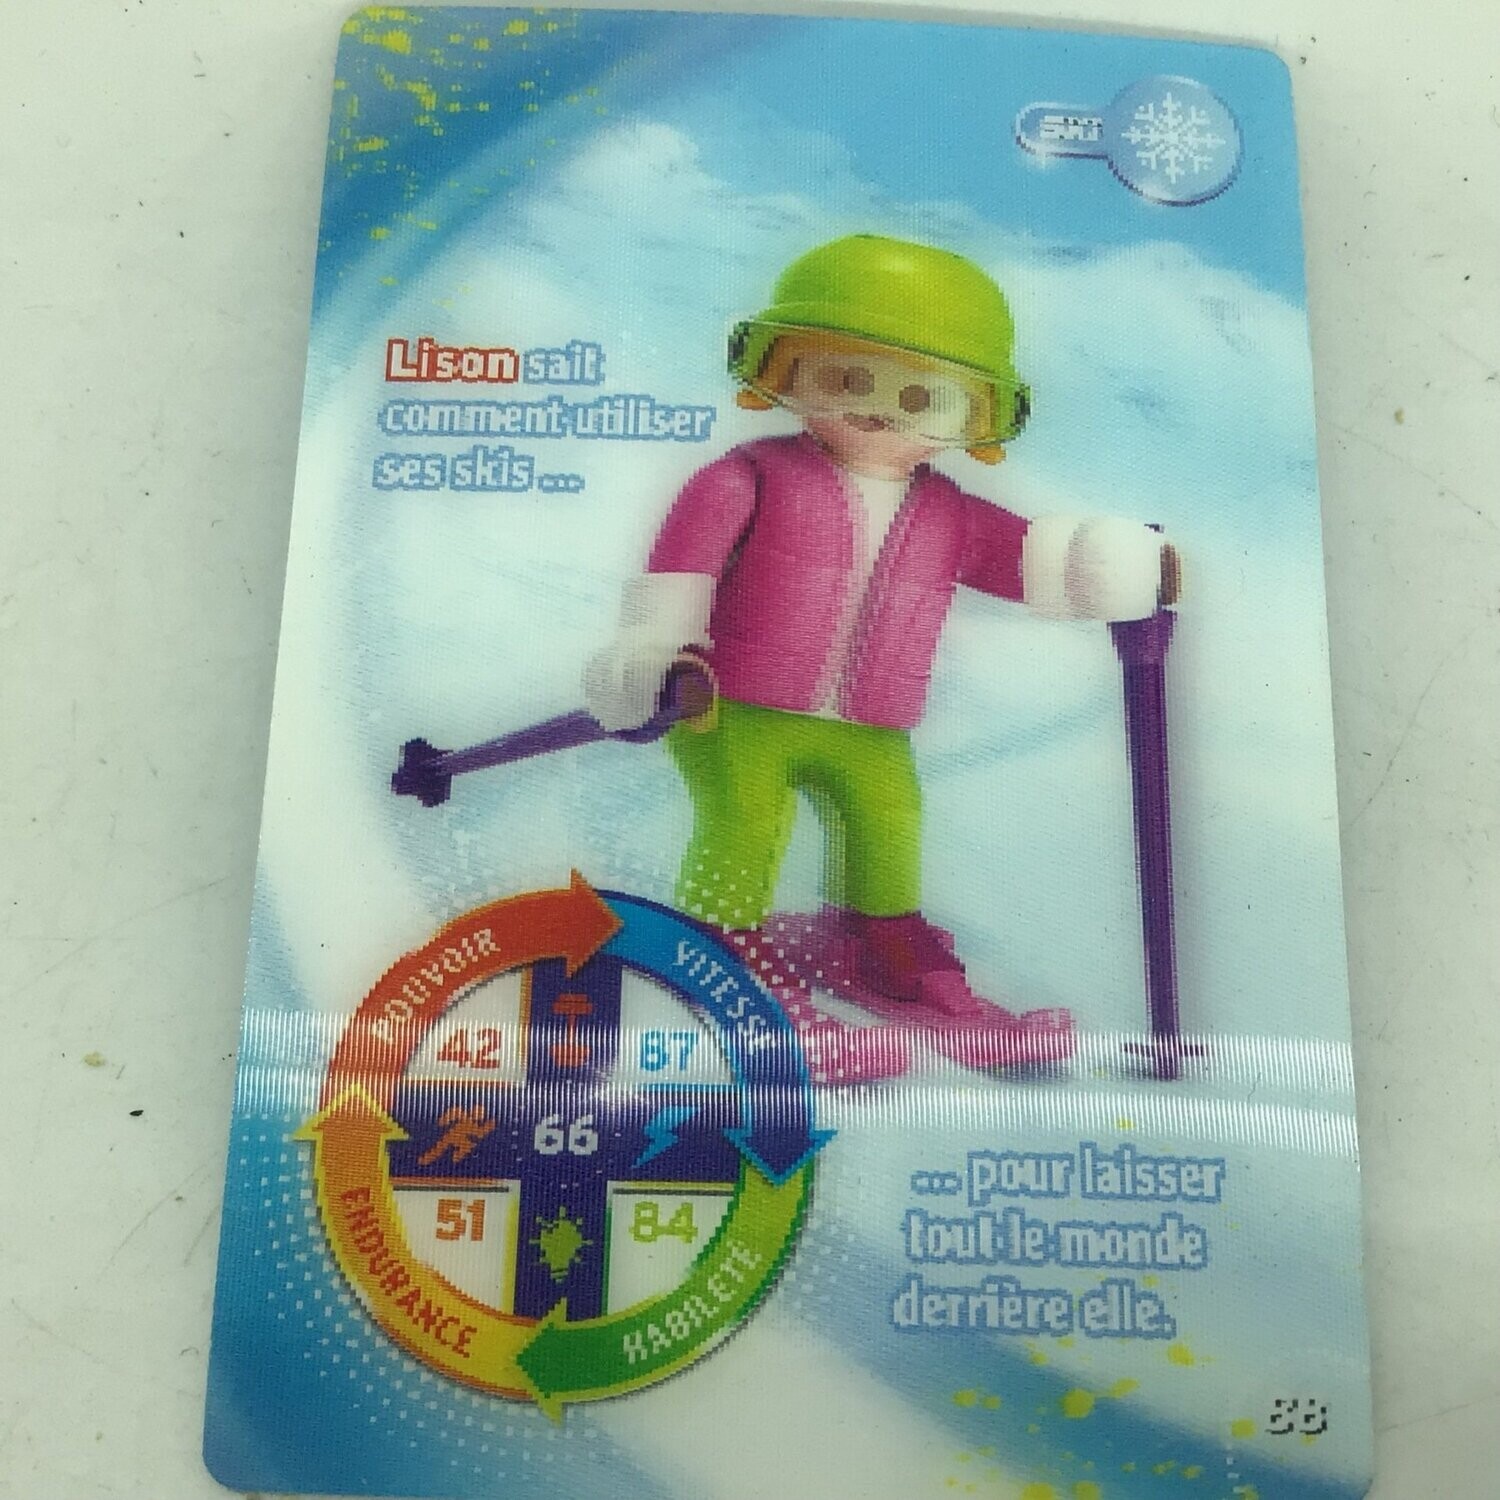 Lison sait
comment utiliser
ses skis ...
POUVOIR
VITESSE
42
87
66
51
84
ENDURANCE
HABILETÉ
... pour laisser
tout le monde
derrière elle.